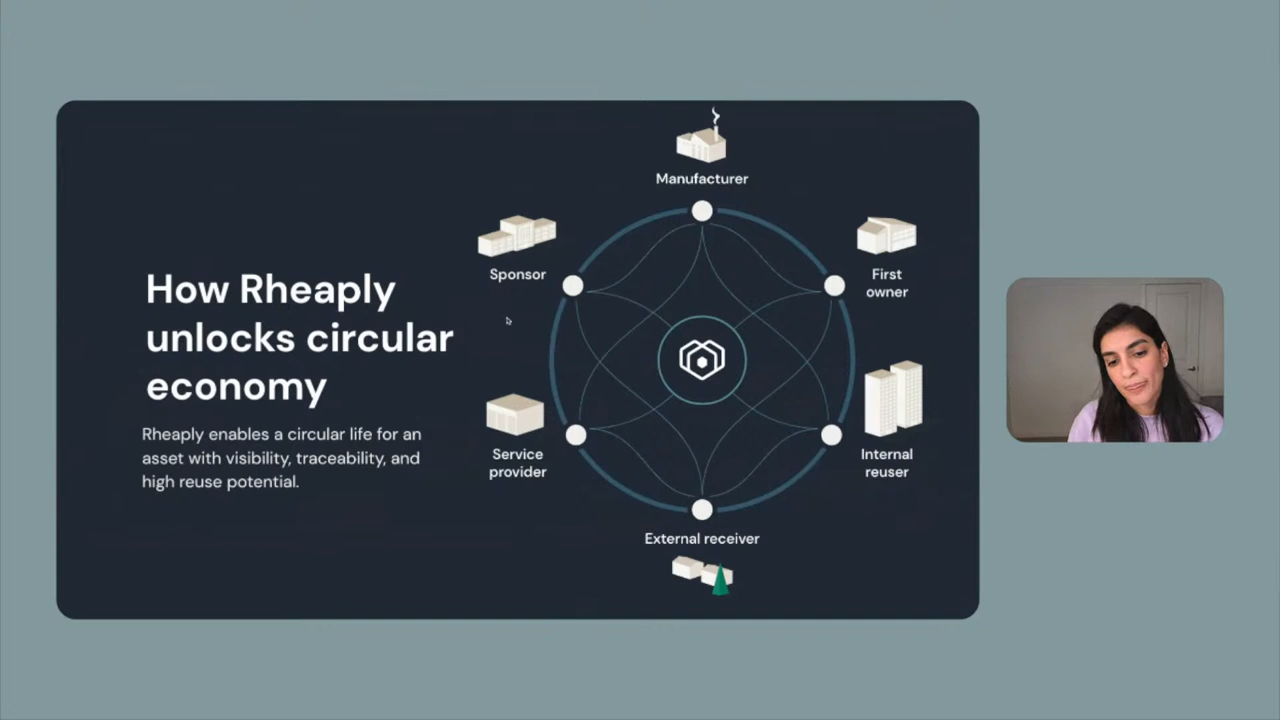 How Rheaply
unlocks circular
economy
Rheaply enables a circular life for an
asset with visibility, traceability, and
high reuse potential.
Manufacturer
Sponsor
First
owner
Service
provider
Internal
reuser
External receiver